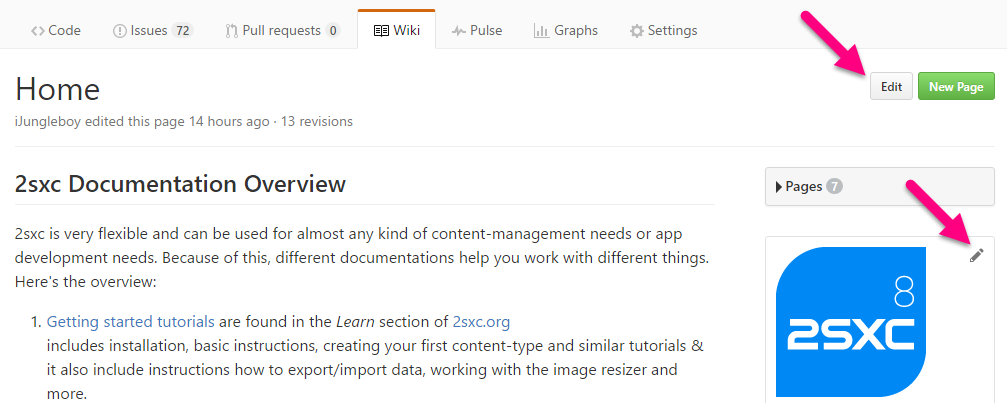 Code Issues 72 Pull requests 0 Wiki Pulse Graphs Settings
Home
Edit New Page
iJungleboy edited this page 14 hours ago · 13 revisions
2sxc Documentation Overview
2sxc is very flexible and can be used for almost any kind of content-management needs or app
development needs. Because of this, different documentations help you work with different things.
Here's the overview:
1. Getting started tutorials are found in the Learn section of 2sxc.org
includes installation, basic instructions, creating your first content-type and similar tutorials &
it also include instructions how to export/import data, working with the image resizer and
more.
Pages 7
8
2SXC